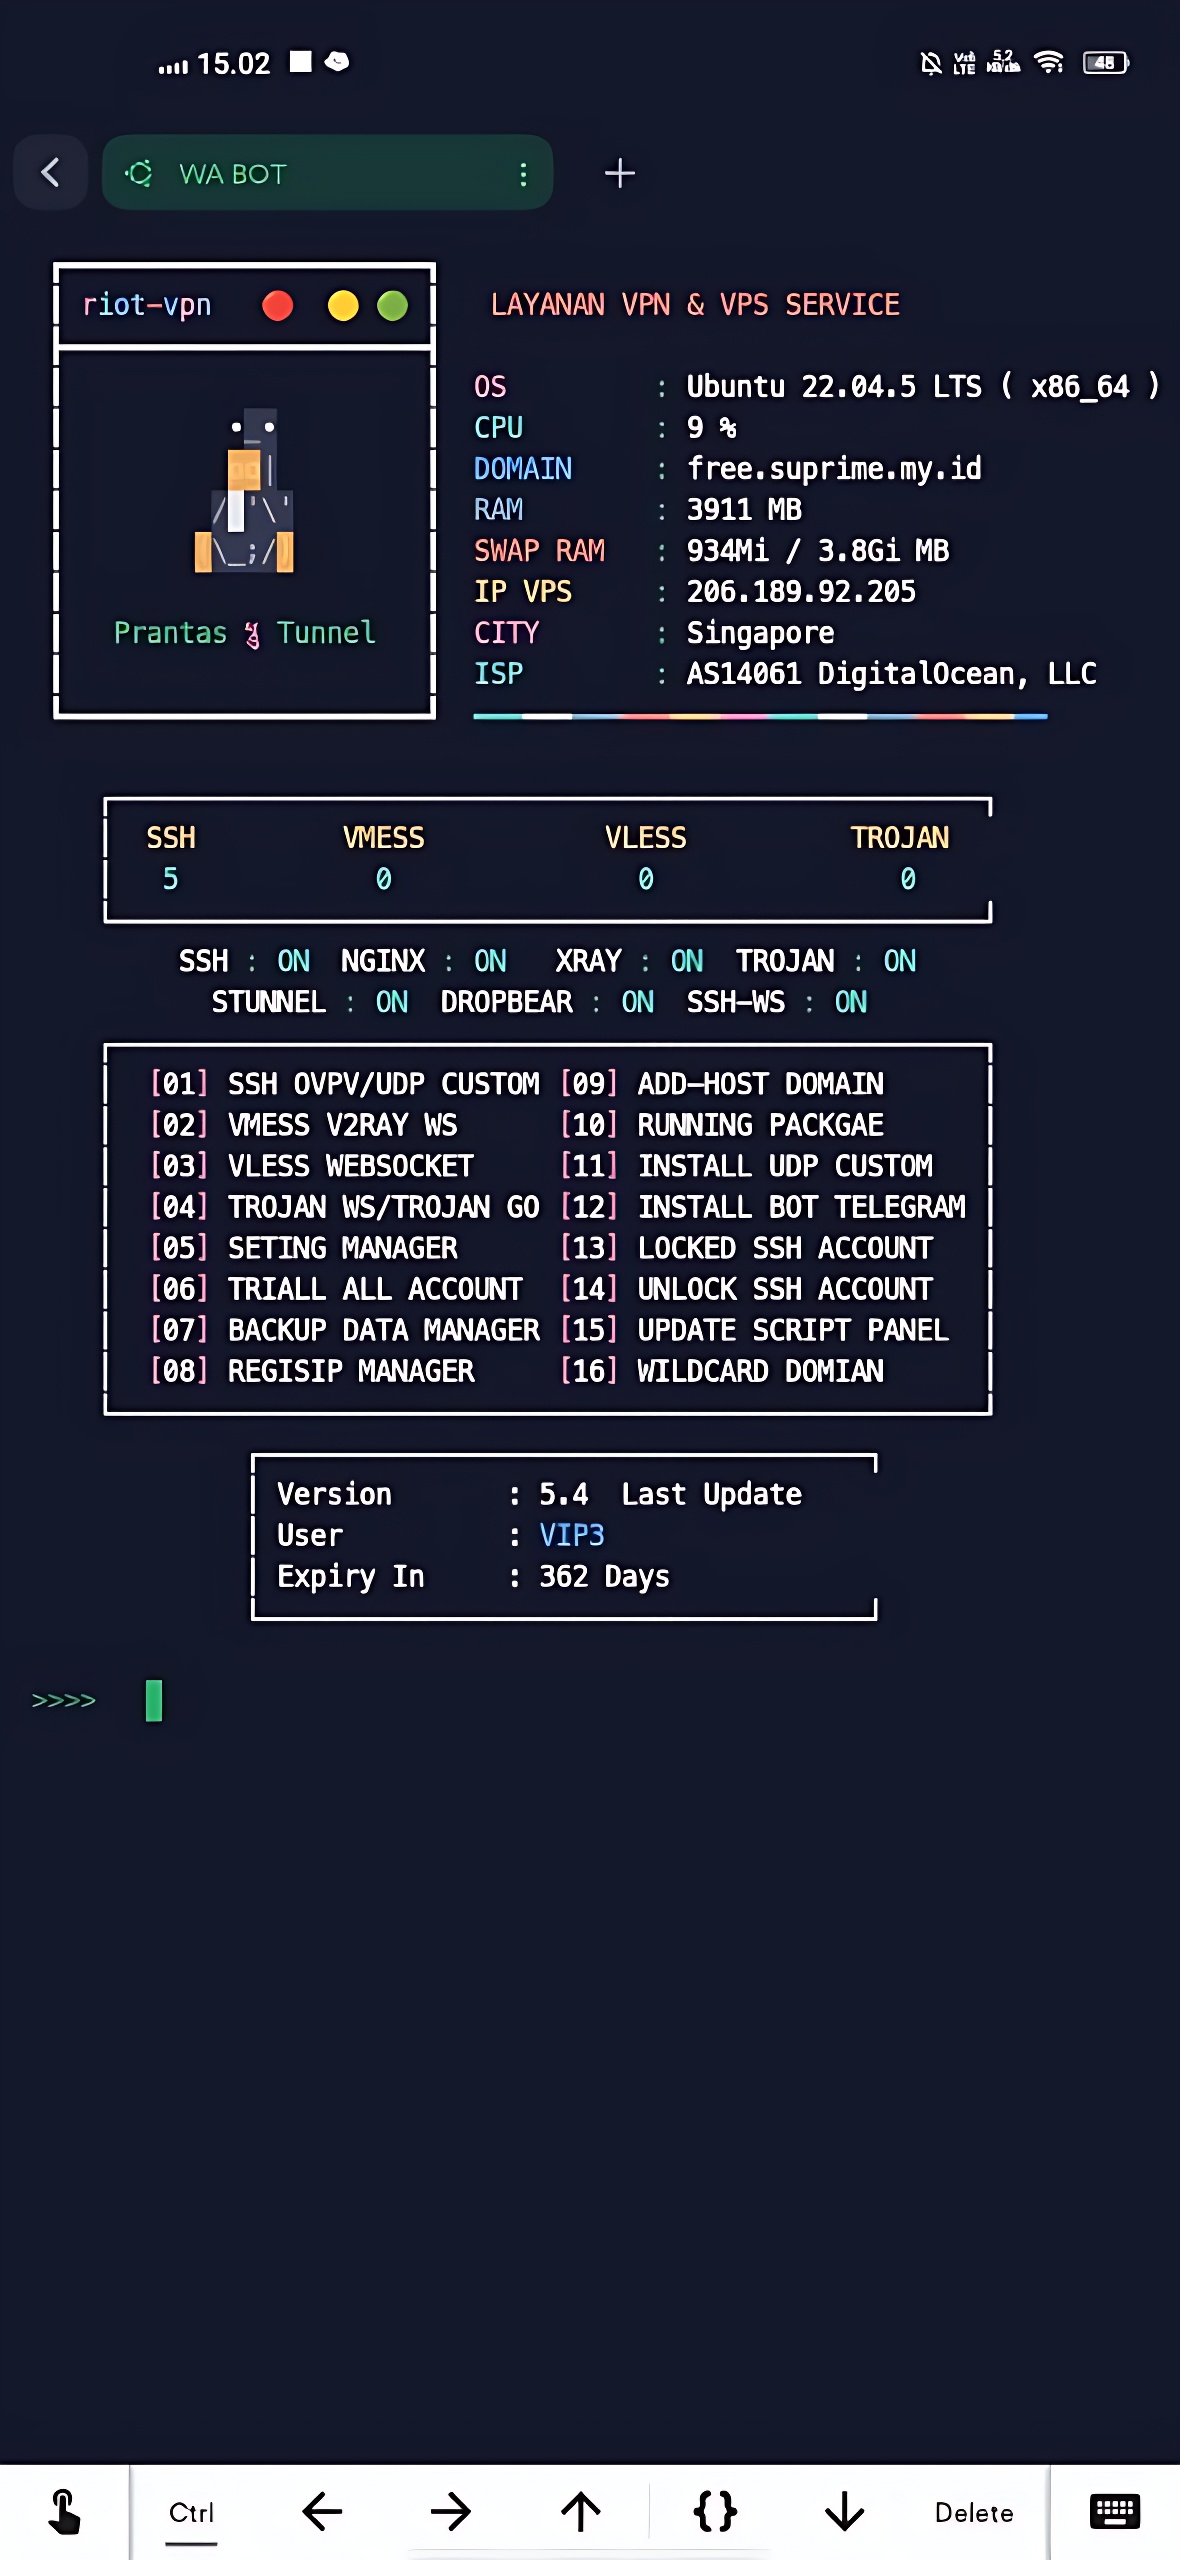 15.02
LTE 5.2 45
WA BOT
riot-vpn
Prantas Tunnel
LAYANAN VPN & VPS SERVICE
OS : Ubuntu 22.04.5 LTS ( x86_64 )
CPU : 9 %
DOMAIN : free.suprime.my.id
RAM : 3911 MB
SWAP RAM : 934Mi / 3.8Gi MB
IP VPS : 206.189.92.205
CITY : Singapore
ISP : AS14061 DigitalOcean, LLC
SSH VMESS VLESS TROJAN
5 0 0 0
SSH : ON NGINX : ON XRAY : ON TROJAN : ON
STUNNEL : ON DROPBEAR : ON SSH-WS : ON
[01] SSH OVPV/UDP CUSTOM [09] ADD-HOST DOMAIN
[02] VMESS V2RAY WS [10] RUNNING PACKGAE
[03] VLESS WEBSOCKET [11] INSTALL UDP CUSTOM
[04] TROJAN WS/TROJAN GO [12] INSTALL BOT TELEGRAM
[05] SETING MANAGER [13] LOCKED SSH ACCOUNT
[06] TRIALL ALL ACCOUNT [14] UNLOCK SSH ACCOUNT
[07] BACKUP DATA MANAGER [15] UPDATE SCRIPT PANEL
[08] REGISIP MANAGER [16] WILDCARD DOMIAN
Version : 5.4 Last Update
User : VIP3
Expiry In : 362 Days
>>>>
Ctrl {} Delete